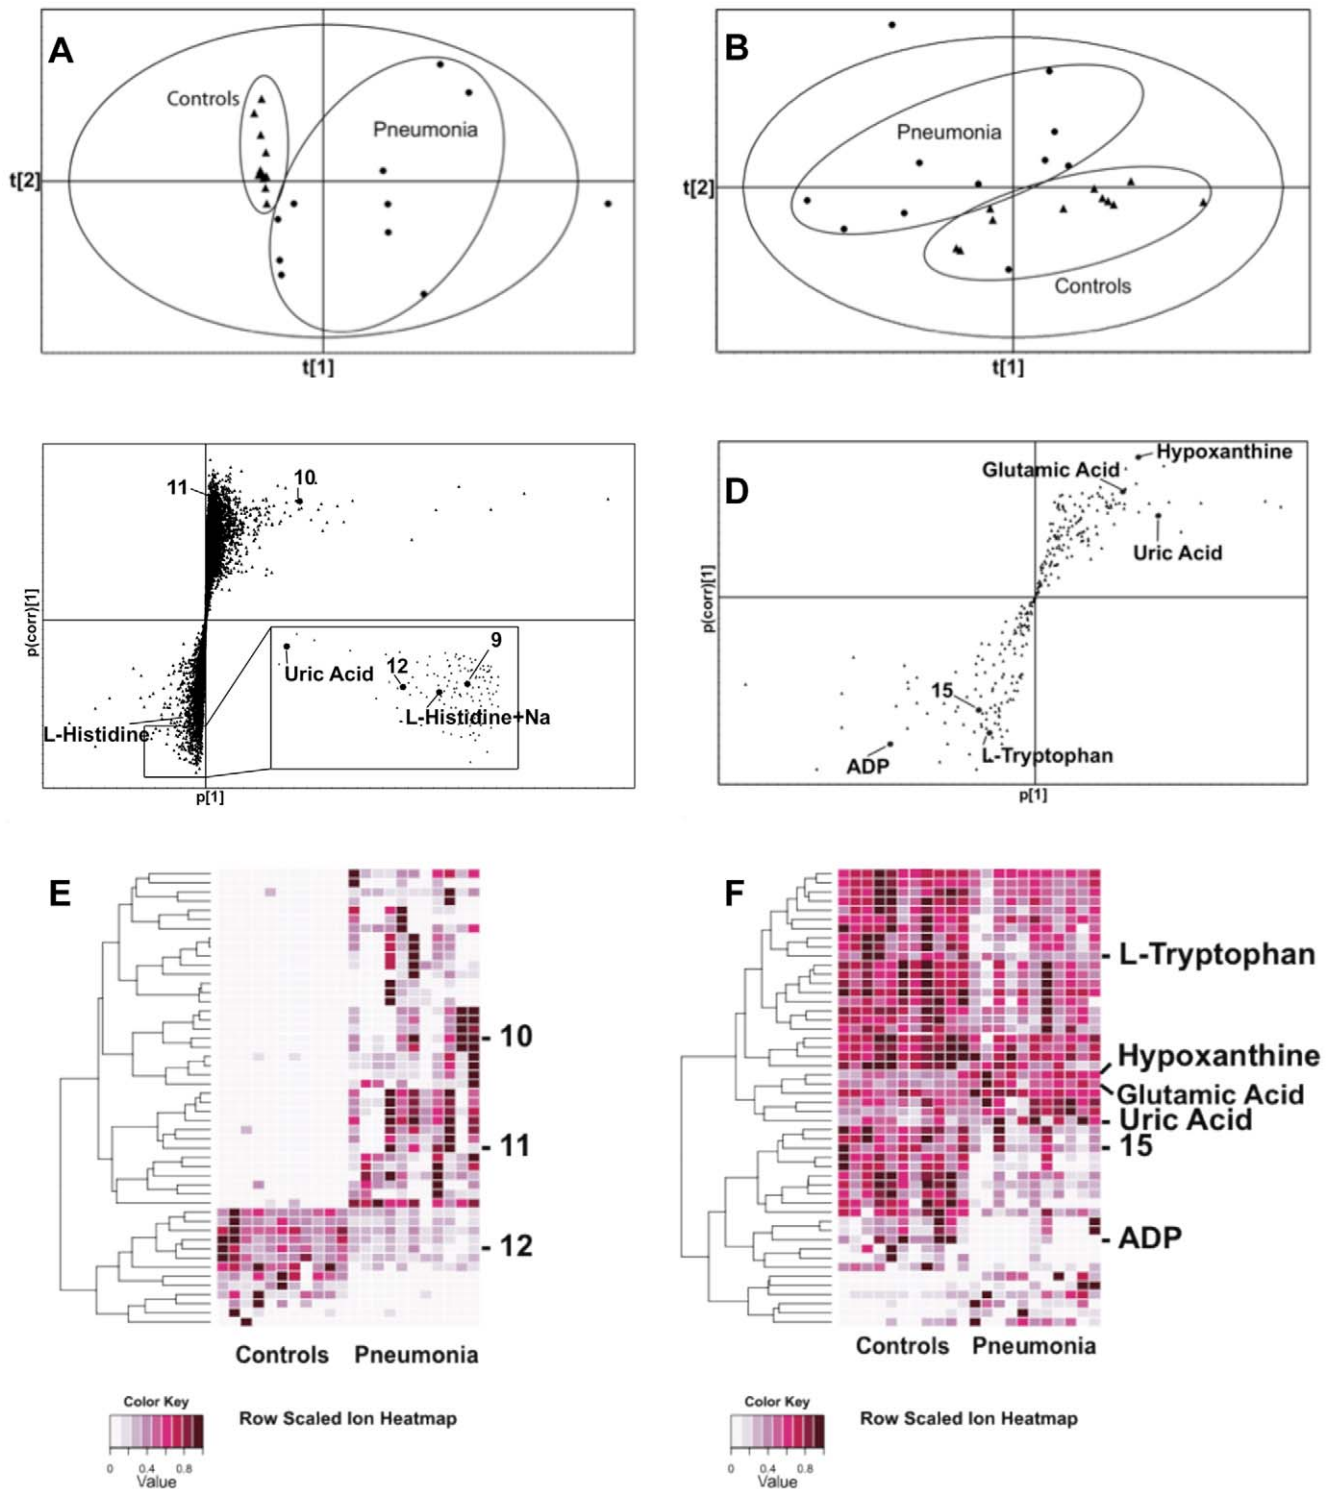 A
Controls
Pneumonia
t[2]
t[1]
B
Pneumonia
Controls
t[2]
t[1]
11
10
p(corr)[1]
Uric Acid
12
9
L-Histidine+Na
L-Histidine
p[1]
D
Hypoxanthine
Glutamic Acid
Uric Acid
p(corr)[1]
15
ADP
L-Tryptophan
p[1]
E
10
11
12
Controls
Pneumonia
Color Key
0 0.4 0.8
Value
Row Scaled Ion Heatmap
F
L-Tryptophan
Hypoxanthine
Glutamic Acid
Uric Acid
15
ADP
Controls
Pneumonia
Color Key
0 0.4 0.8
Value
Row Scaled Ion Heatmap